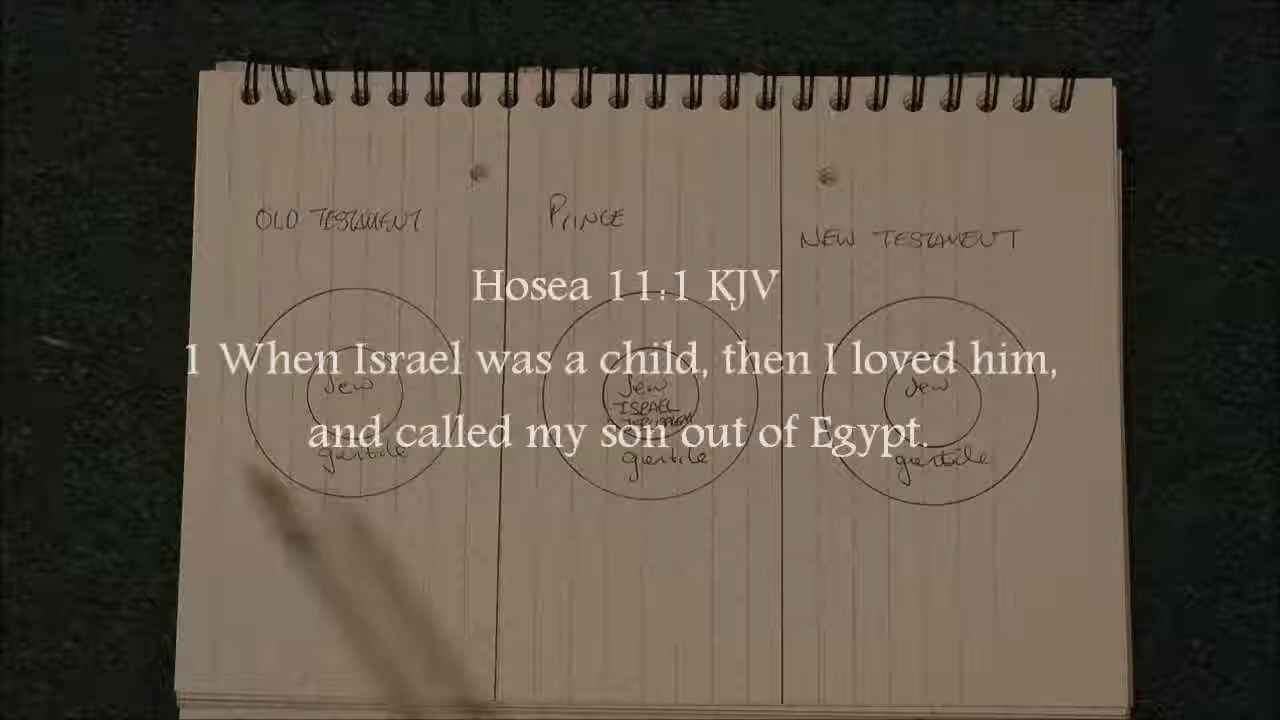 OLD TESTAMENT
PRINCE
NEW TESTAMENT
Hosea 11:1 KJV
1 When Israel was a child, then I loved him,
and called my son out of Egypt.
Jew
gentile
Jew
ISRAEL
JERUSALEM
gentile
Jew
gentile